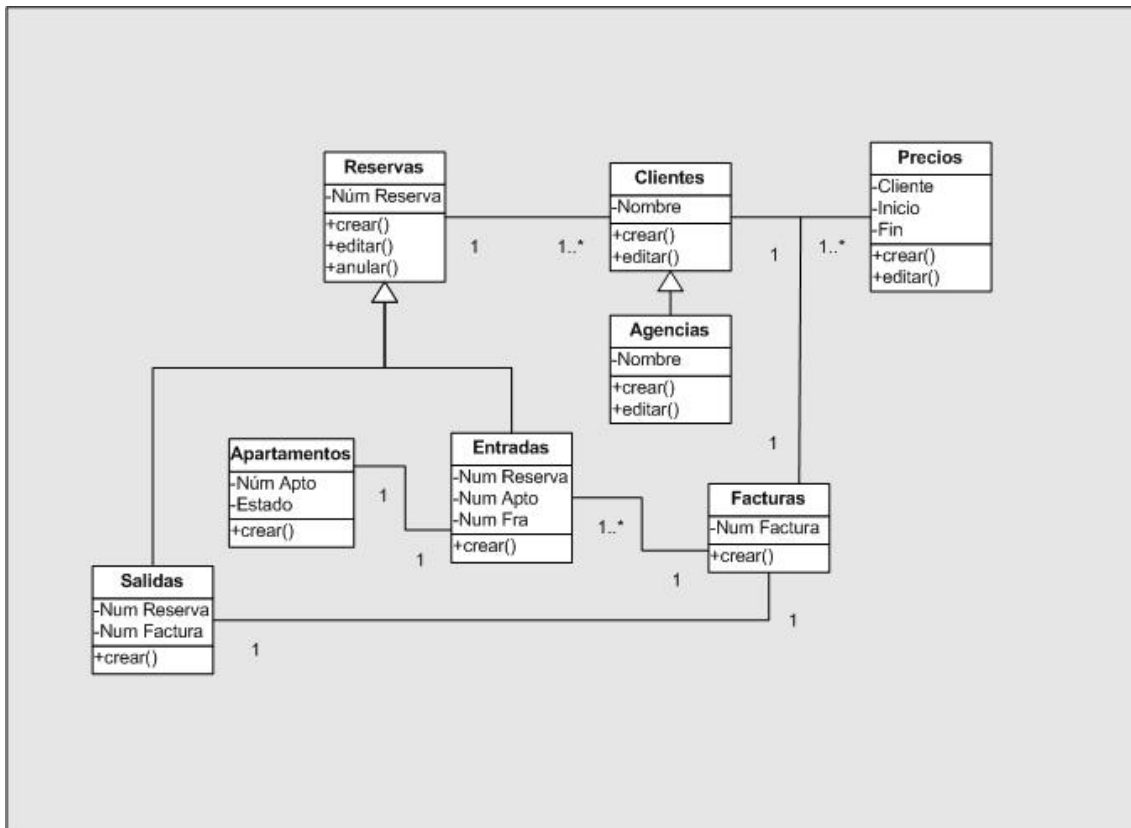 Reservas
-Núm Reserva
+crear()
+editar()
+anular()
1
1..*
Clientes
-Nombre
+crear()
+editar()
1
1..*
Precios
-Cliente
-Inicio
-Fin
+crear()
+editar()
Agencias
-Nombre
+crear()
+editar()
1
Apartamentos
-Núm Apto
-Estado
+crear()
1
1
Entradas
-Num Reserva
-Num Apto
-Num Fra
+crear()
1..*
1
Facturas
-Num Factura
+crear()
1
Salidas
-Num Reserva
-Num Factura
+crear()
1